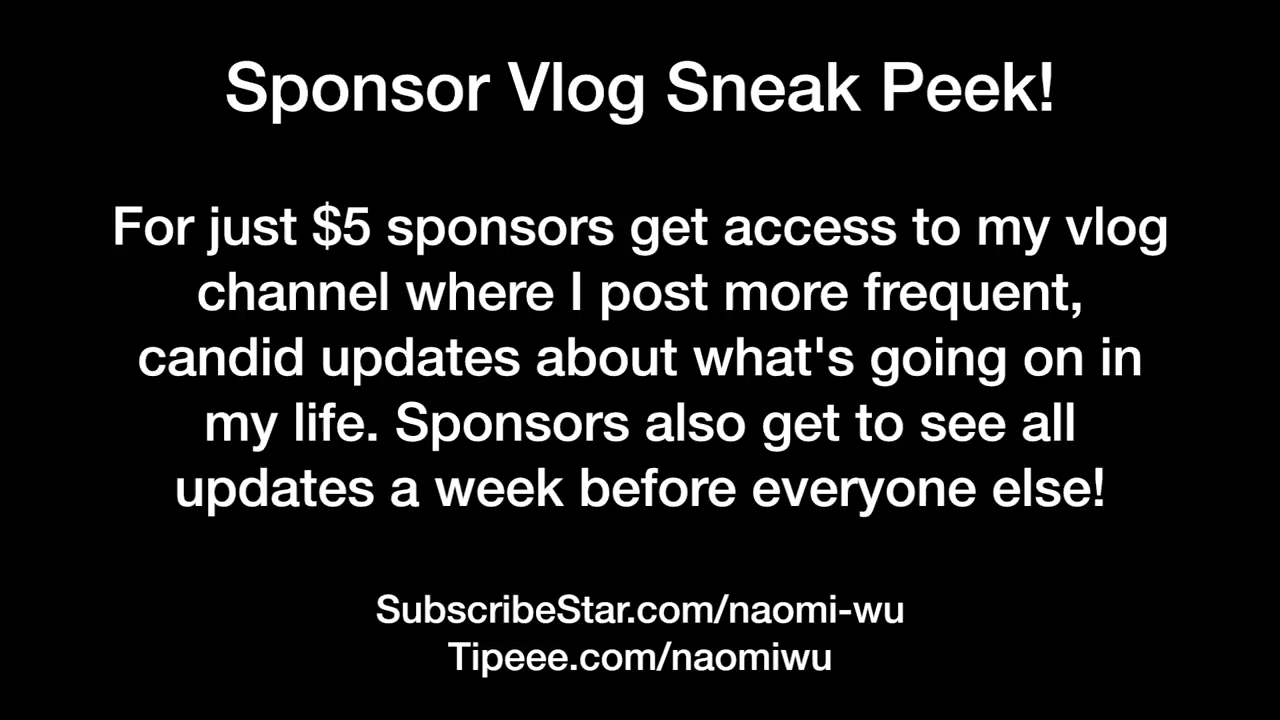 Sponsor Vlog Sneak Peek!
For just $5 sponsors get access to my vlog
channel where I post more frequent,
candid updates about what's going on in
my life. Sponsors also get to see all
updates a week before everyone else!
SubscribeStar.com/naomi-wu
Tipeee.com/naomiwu